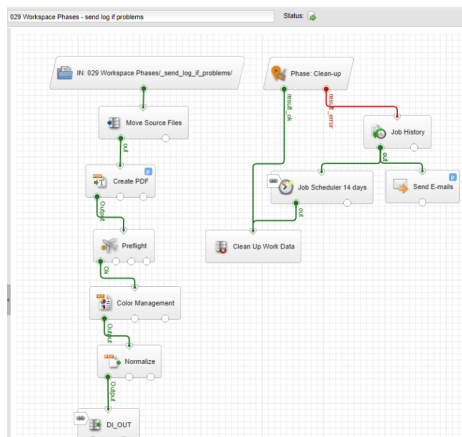 029 Workspace Phases - send log if problems
Status:
IN: 029 Workspace Phases/_send_log_if_problems/
Phase: Clean-up
result_ok
result_error
Move Source Files
out
Job History
Create PDF
Output
Job Scheduler 14 days
out
Send E-mails
Preflight
Ok
Clean Up Work Data
Color Management
Output
Normalize
Output
DI_OUT